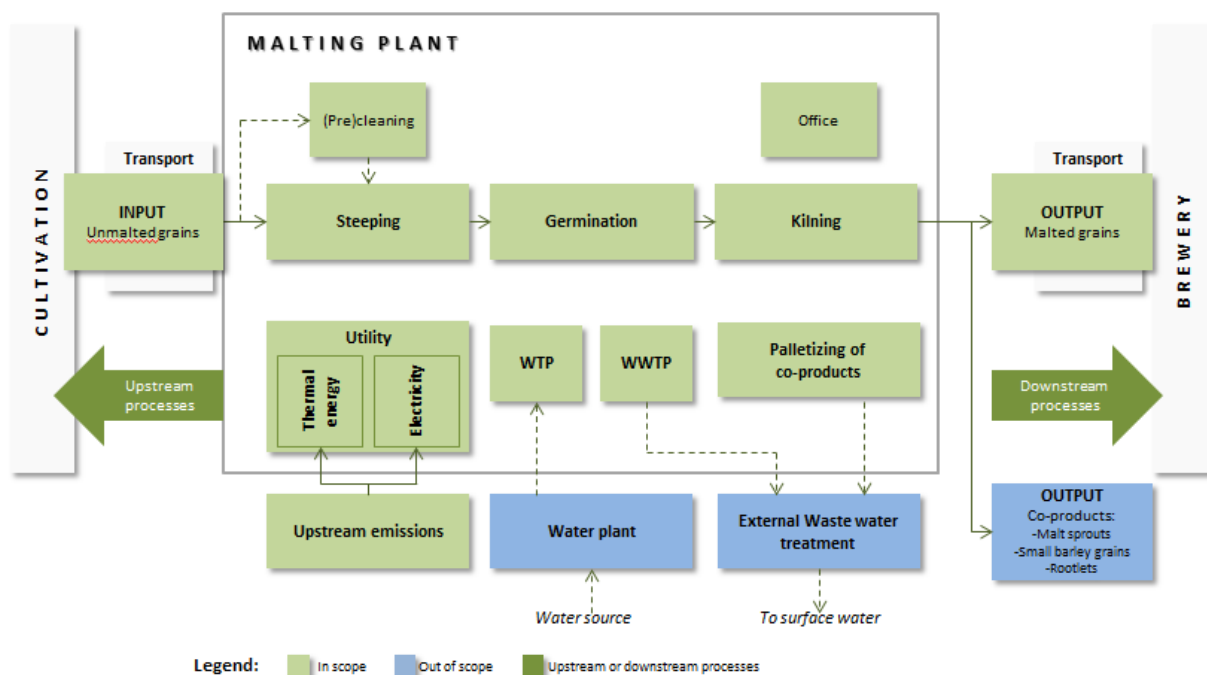 MALTING PLANT
CULTIVATION
BREWERY
(Pre)cleaning
Office
Transport
INPUT
Unmalted grains
Steeping
Germination
Kilning
Transport
OUTPUT
Malted grains
Upstream
processes
Utility
Thermal
energy
Electricity
WTP
WWTP
Palletizing of
co-products
Downstream
processes
Upstream emissions
Water plant
External Waste water
treatment
OUTPUT
Co-products:
-Malt sprouts
-Small barley grains
-Rootlets
Water source
To surface water
Legend:
In scope
Out of scope
Upstream or downstream processes